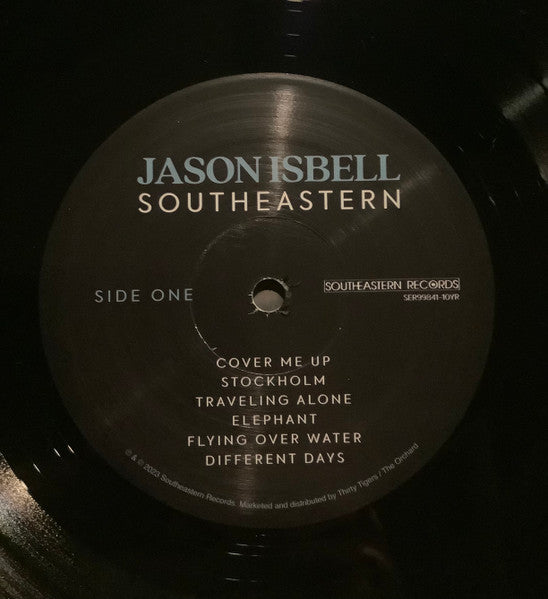 JASON ISBELL
SOUTHEASTERN
SIDE ONE
SOUTHEASTERN RECORDS
SER99841-10YR
COVER ME UP
STOCKHOLM
TRAVELING ALONE
ELEPHANT
FLYING OVER WATER
DIFFERENT DAYS
℗ & © 2023 Southeastern Records. Marketed and distributed by Thirty Tigers / The Orchard